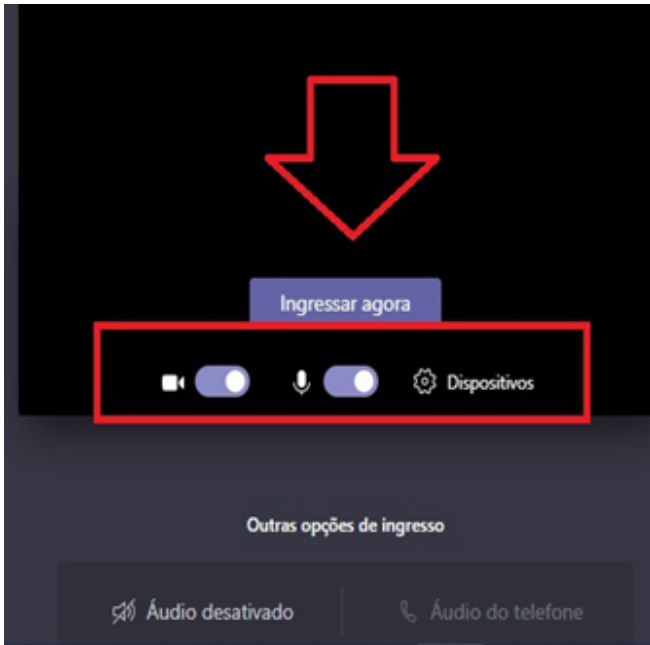 Ingressar agora
Dispositivos
Outras opções de ingresso
Áudio desativado
Áudio do telefone